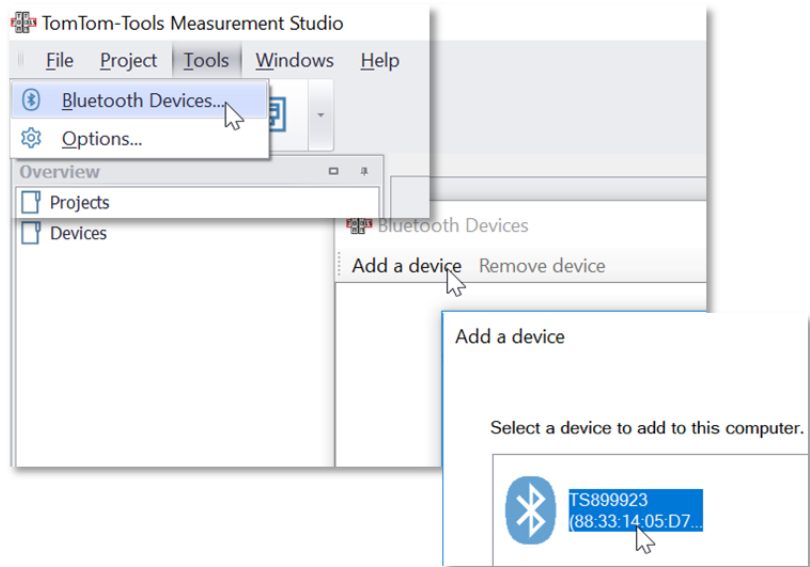 TomTom-Tools Measurement Studio
File Project Tools Windows Help
Bluetooth Devices...
Options...
Overview
Projects
Devices
Bluetooth Devices
Add a device Remove device
Add a device
Select a device to add to this computer.
TS899923
(88:33:14:05:D7...